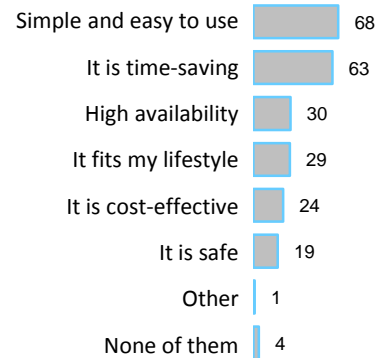 Simple and easy to use 68
It is time-saving 63
High availability 30
It fits my lifestyle 29
It is cost-effective 24
It is safe 19
Other 1
None of them 4